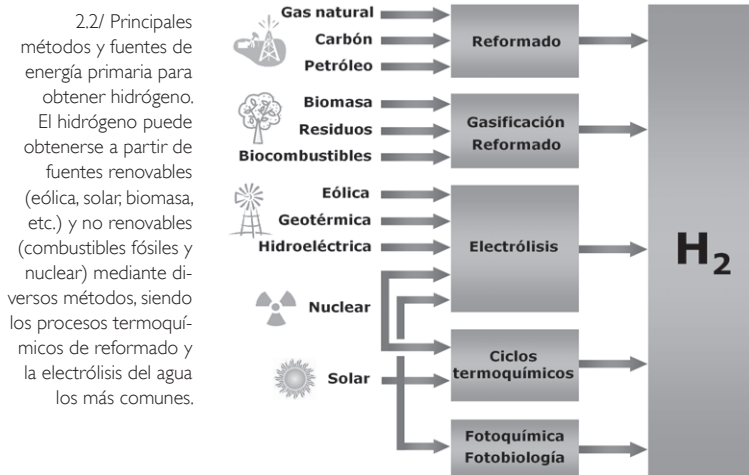 2.2/ Principales
métodos y fuentes de
energía primaria para
obtener hidrógeno.
El hidrógeno puede
obtenerse a partir de
fuentes renovables
(eólica, solar, biomasa,
etc.) y no renovables
(combustibles fósiles y
nuclear) mediante di-
versos métodos, siendo
los procesos termoquí-
micos de reformado y
la electrólisis del agua
los más comunes.
Gas natural
Carbón
Petróleo
Reformado
Biomasa
Residuos
Biocombustibles
Gasificación
Reformado
Eólica
Geotérmica
Hidroeléctrica
Electrólisis
Nuclear
Solar
Ciclos
termoquímicos
Fotoquímica
Fotobiología
H2